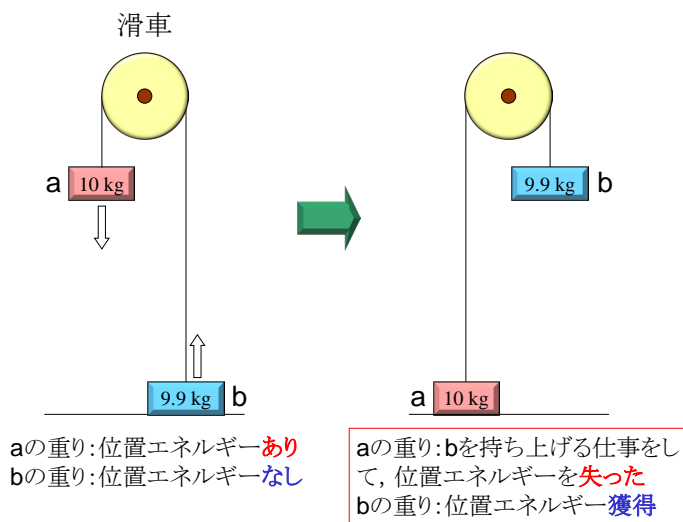 滑車
a
10 kg
9.9 kg
b
9.9 kg
b
a
10 kg
aの重り:位置エネルギーあり
bの重り:位置エネルギーなし
aの重り:bを持ち上げる仕事をし
て, 位置エネルギーを失った
bの重り:位置エネルギー獲得